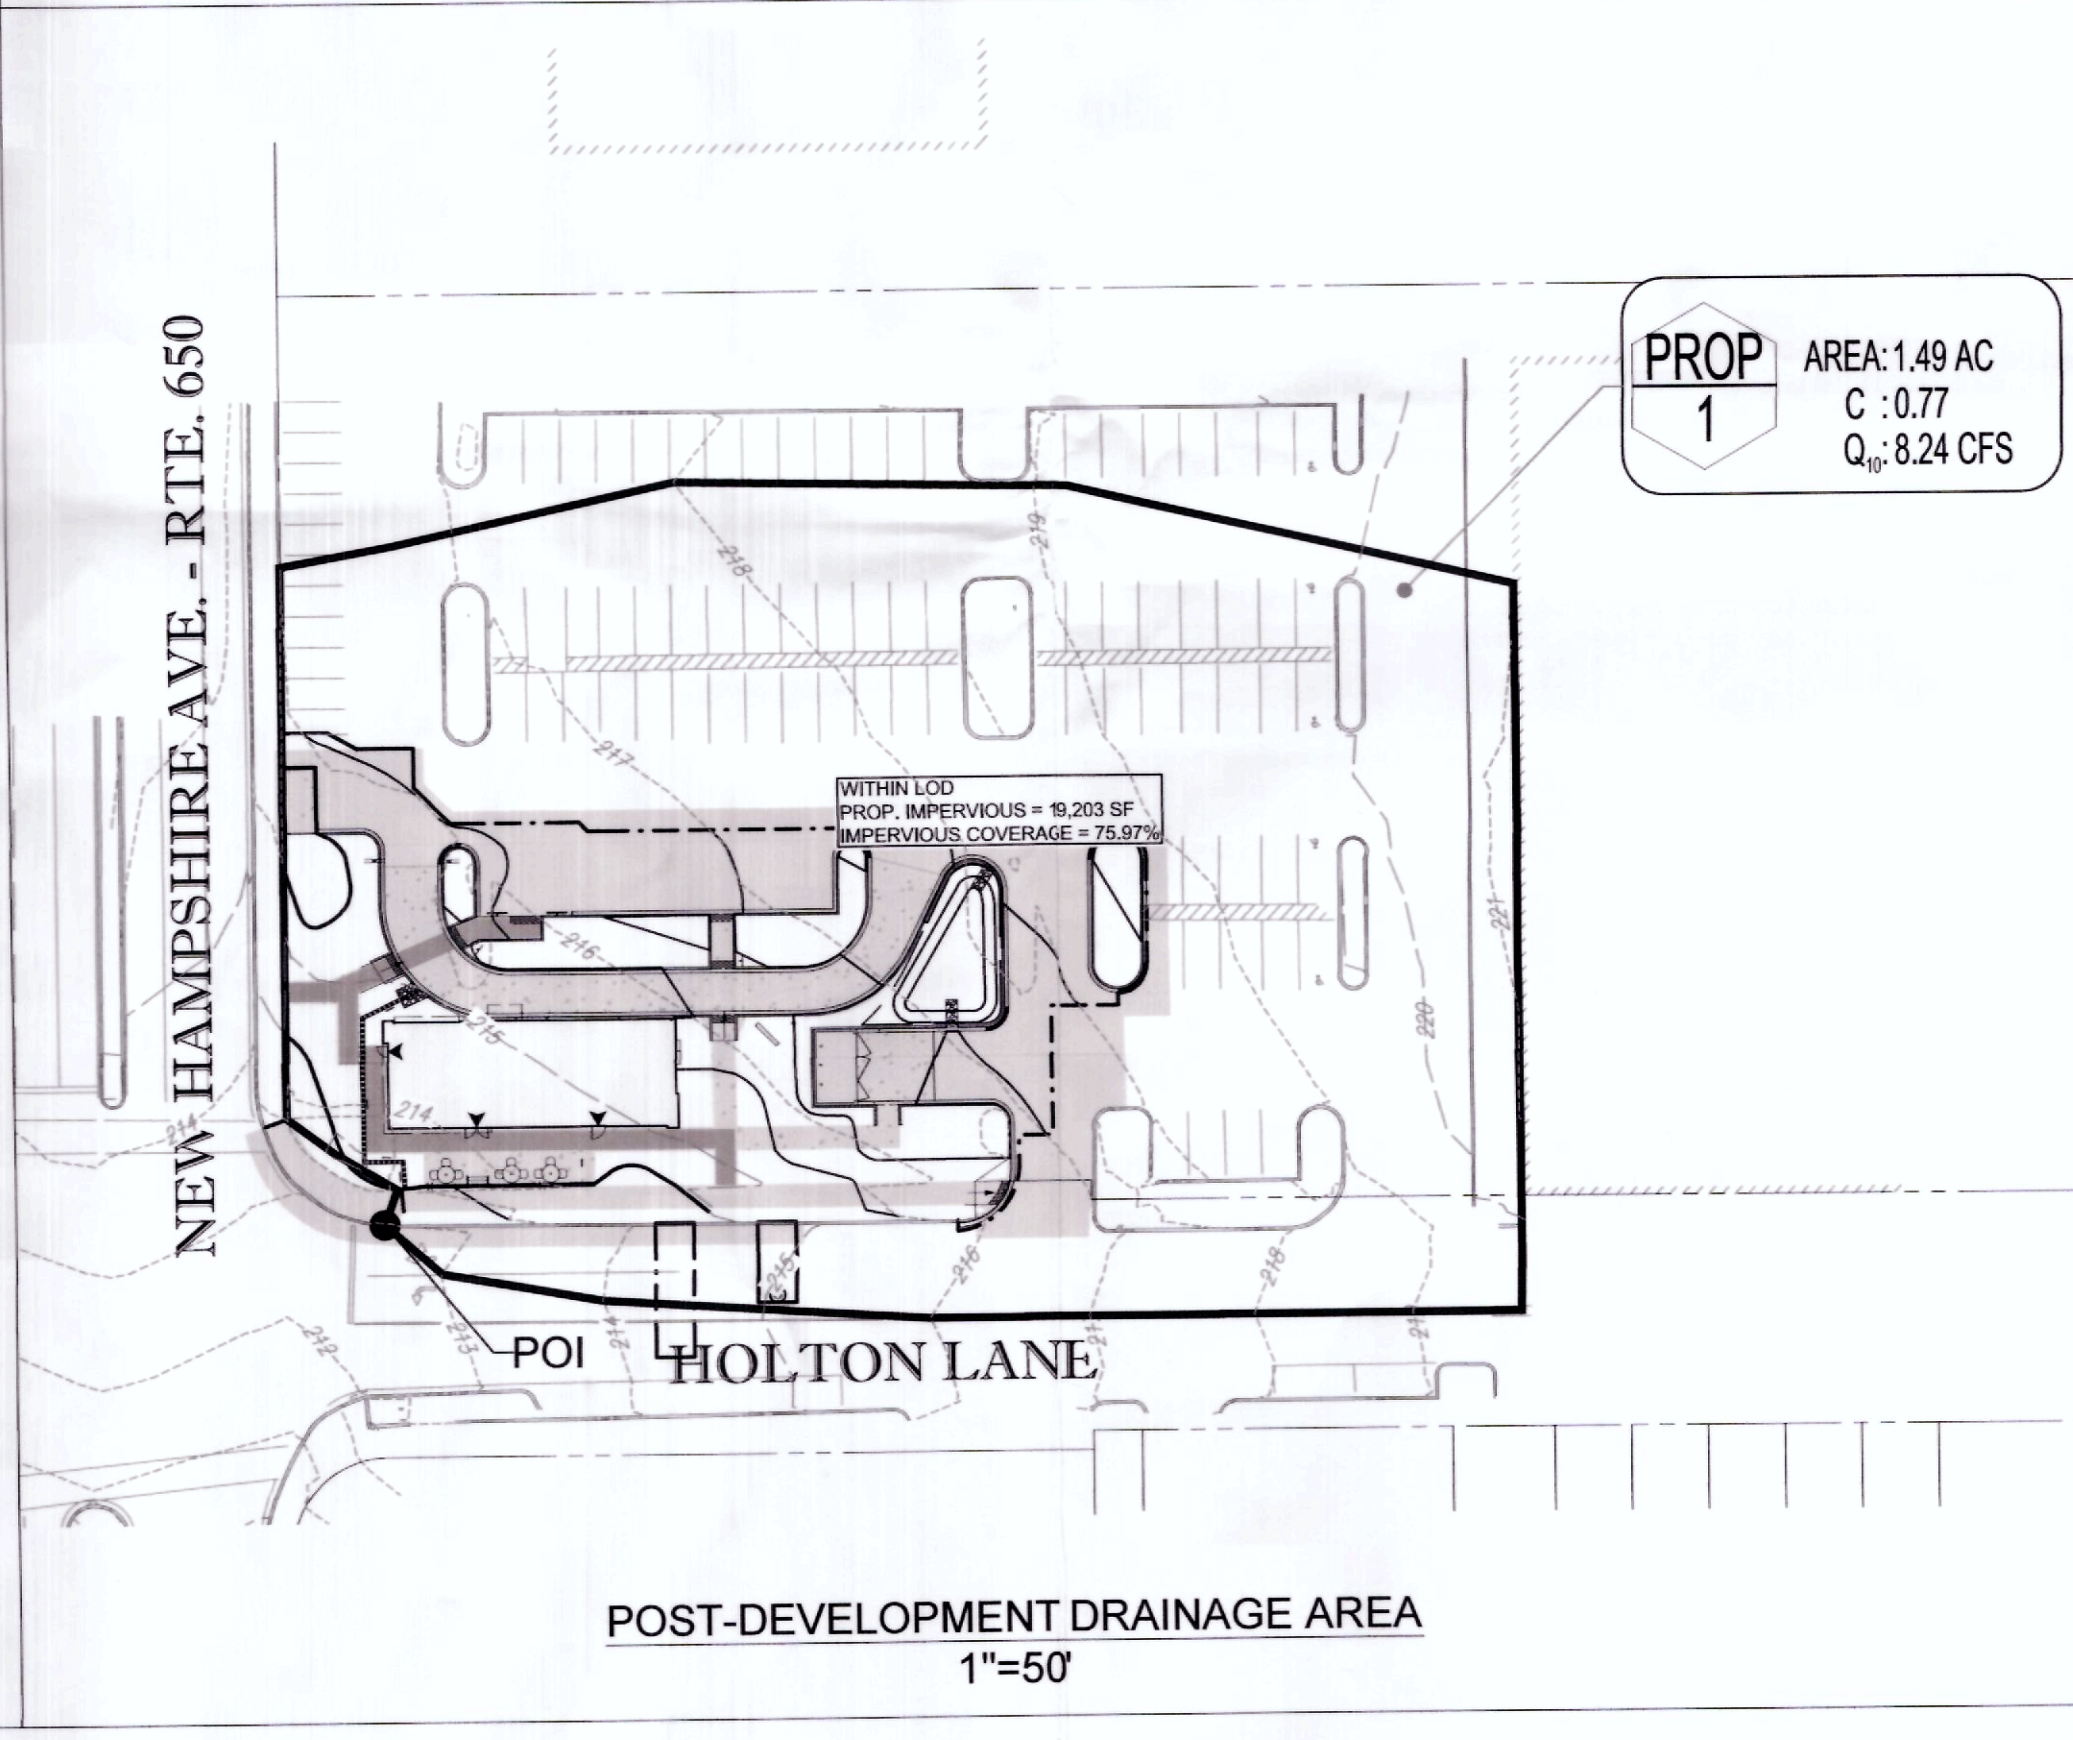 NEW HAMPSHIRE AVE. - RTE. 650
PROP
1
AREA: 1.49 AC
C : 0.77
Q10: 8.24 CFS
219
218
217
WITHIN LOD
PROP. IMPERVIOUS = 19,203 SF
IMPERVIOUS COVERAGE = 75.97%
221
216
215
220
214
214
216
218
215
212
213
214
POI
HOLTON LANE
POST-DEVELOPMENT DRAINAGE AREA
1"=50'